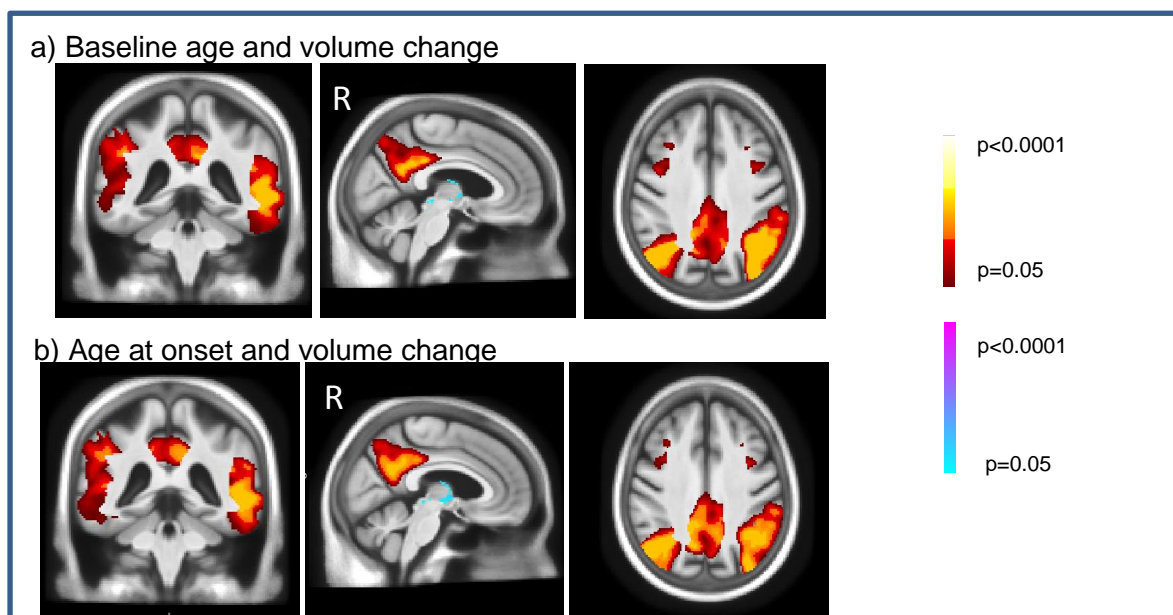 a) Baseline age and volume change
R
p<0.0001
p=0.05
p<0.0001
p=0.05
b) Age at onset and volume change
R